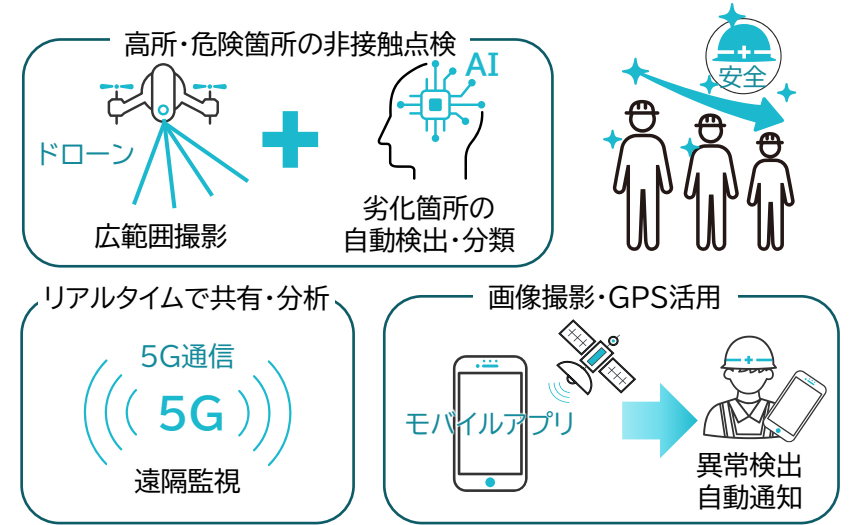 高所・危険箇所の非接触点検
AI
ドローン
広範囲撮影
劣化箇所の
自動検出・分類
安全
リアルタイムで共有・分析
5G通信
5G
遠隔監視
画像撮影・GPS活用
モバイルアプリ
異常検出
自動通知